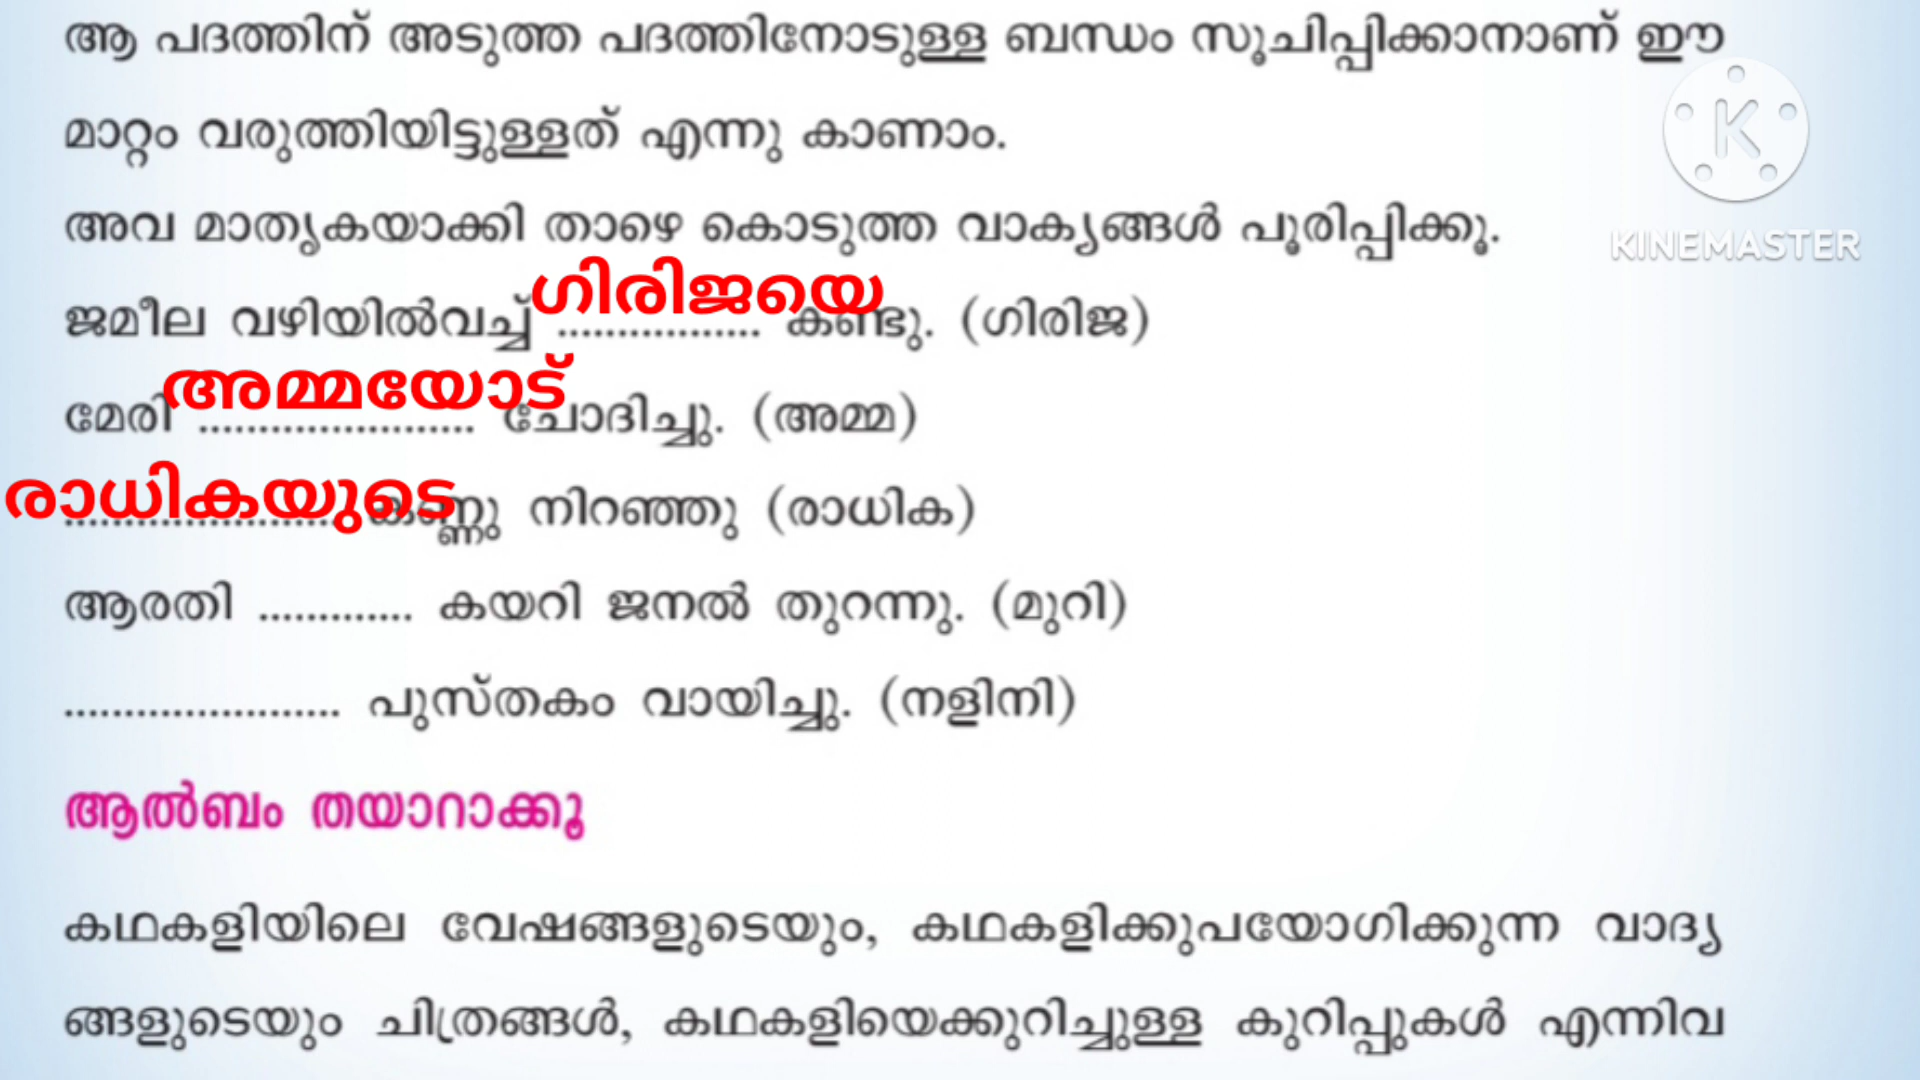 ആ പദത്തിന് അടുത്ത പദത്തിനോടുള്ള ബന്ധം സൂചിപ്പിക്കാനാണ് ഈ
മാറ്റം വരുത്തിയിട്ടുള്ളത് എന്നു കാണാം.
KINEMASTER
അവ മാതൃകയാക്കി താഴെ കൊടുത്ത വാക്യങ്ങൾ പൂരിപ്പിക്കൂ.
ഗിരിജയെ
ജമീല വഴിയിൽവച്ച് ................. കണ്ടു. (ഗിരിജ)
അമ്മയോട്
മേരി ....................... ചോദിച്ചു. (അമ്മ)
രാധികയുടെ
...................... കണ്ണു നിറഞ്ഞു (രാധിക)
ആരതി ............. കയറി ജനൽ തുറന്നു. (മുറി)
....................... പുസ്തകം വായിച്ചു. (നളിനി)
ആൽബം തയാറാക്കൂ
കഥകളിയിലെ വേഷങ്ങളുടെയും, കഥകളിക്കുപയോഗിക്കുന്ന വാദ്യ
ങ്ങളുടെയും ചിത്രങ്ങൾ, കഥകളിയെക്കുറിച്ചുള്ള കുറിപ്പുകൾ എന്നിവ